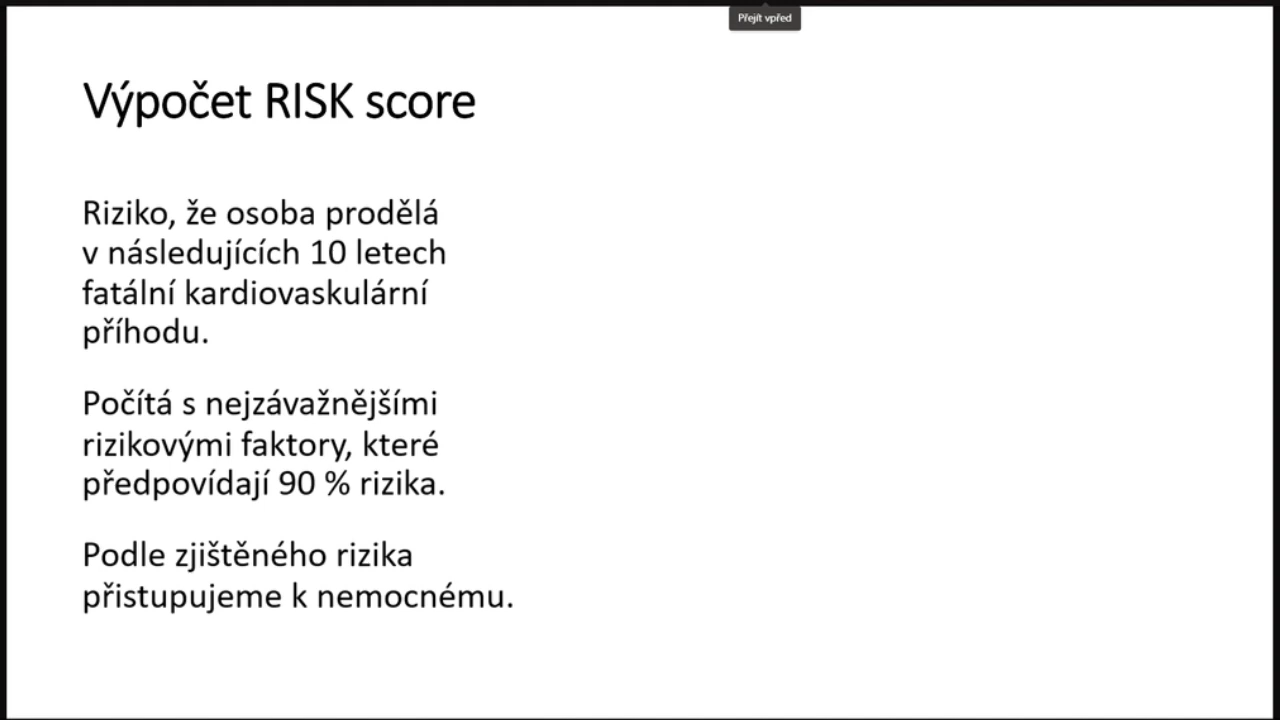 Přejít vpřed
Výpočet RISK score
Riziko, že osoba prodělá
v následujících 10 letech
fatální kardiovaskulární
příhodu.
Počítá s nejzávažnějšími
rizikovými faktory, které
předpovídají 90 % rizika.
Podle zjištěného rizika
přistupujeme k nemocnému.